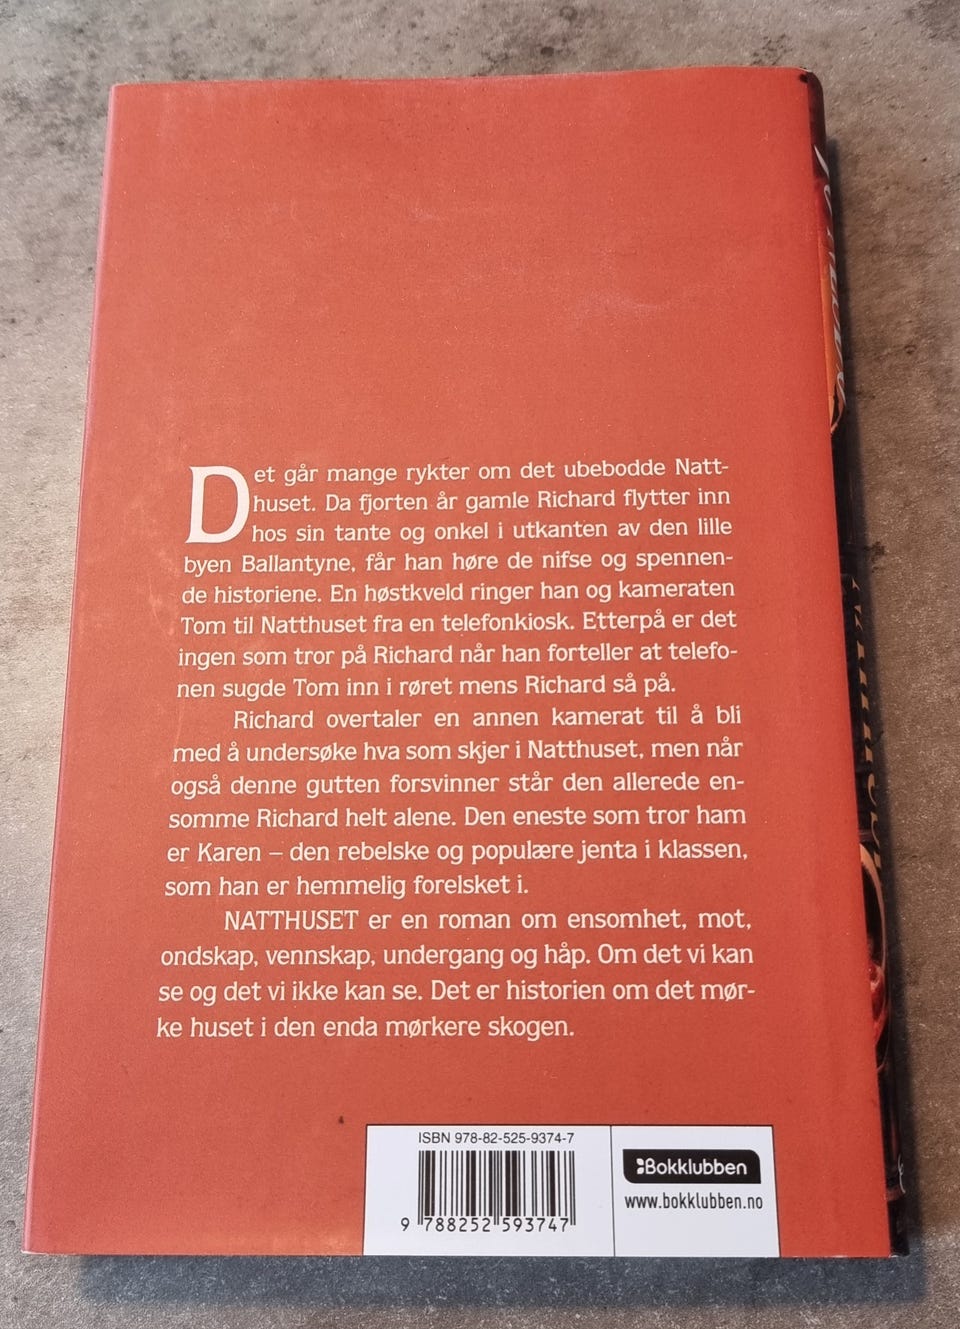 Det går mange rykter om det ubebodde Natt-
huset. Da fjorten år gamle Richard flytter inn
hos sin tante og onkel i utkanten av den lille
byen Ballantyne, får han høre de nifse og spennen-
de historiene. En høstkveld ringer han og kameraten
Tom til Natthuset fra en telefonkiosk. Etterpå er det
ingen som tror på Richard når han forteller at telefo-
nen sugde Tom inn i røret mens Richard så på.
Richard overtaler en annen kamerat til å bli
med å undersøke hva som skjer i Natthuset, men når
også denne gutten forsvinner står den allerede en-
somme Richard helt alene. Den eneste som tror ham
er Karen – den rebelske og populære jenta i klassen,
som han er hemmelig forelsket i.
NATTHUSET er en roman om ensomhet, mot,
ondskap, vennskap, undergang og håp. Om det vi kan
se og det vi ikke kan se. Det er historien om det mør-
ke huset i den enda mørkere skogen.
ISBN 978-82-525-9374-7
9 788252 593747
Bokklubben
www.bokklubben.no